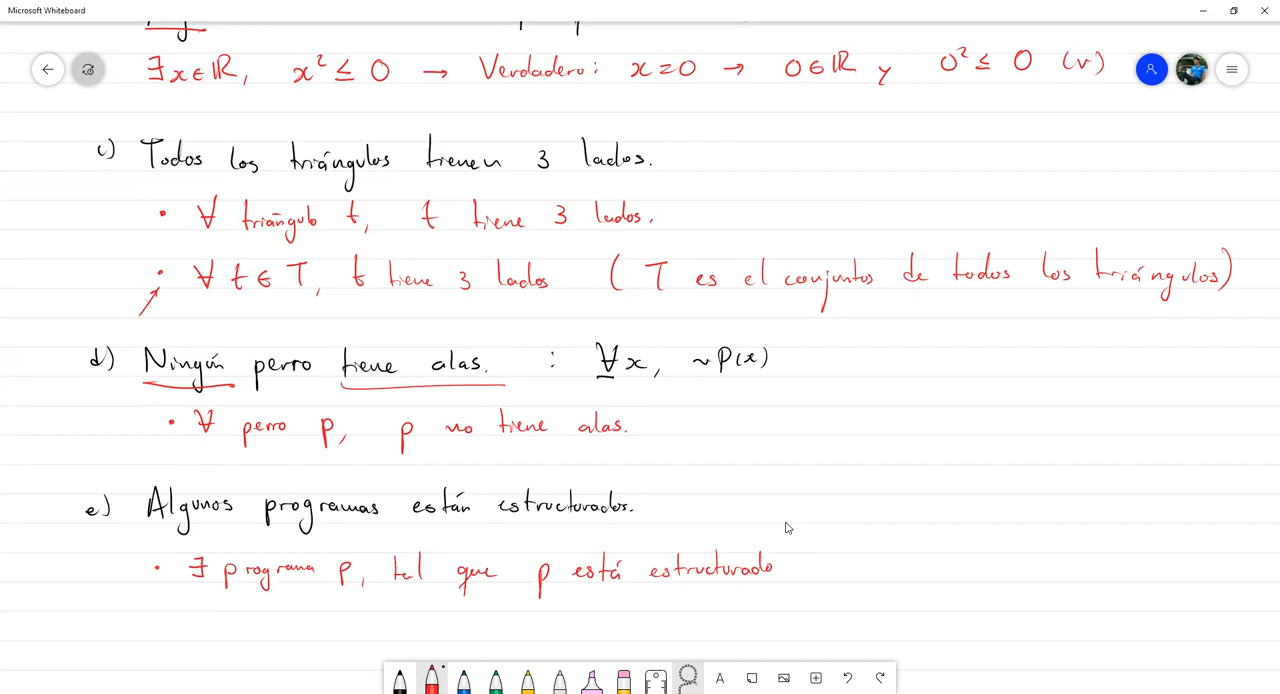 Microsoft Whiteboard
∃ x ∈ ℝ, x² ≤ 0 → Verdadero: x = 0 → 0 ∈ ℝ y 0² ≤ 0 (v)
c) Todos los triángulos tienen 3 lados.
• ∀ triángulo t, t tiene 3 lados.
• ∀ t ∈ T, t tiene 3 lados ( T es el conjuntos de todos los triángulos)
d) Ningún perro tiene alas. : ∀x, ~P(x)
• ∀ perro p, p no tiene alas.
e) Algunos programas están estructurados.
• ∃ programa p, tal que p está estructurado
A